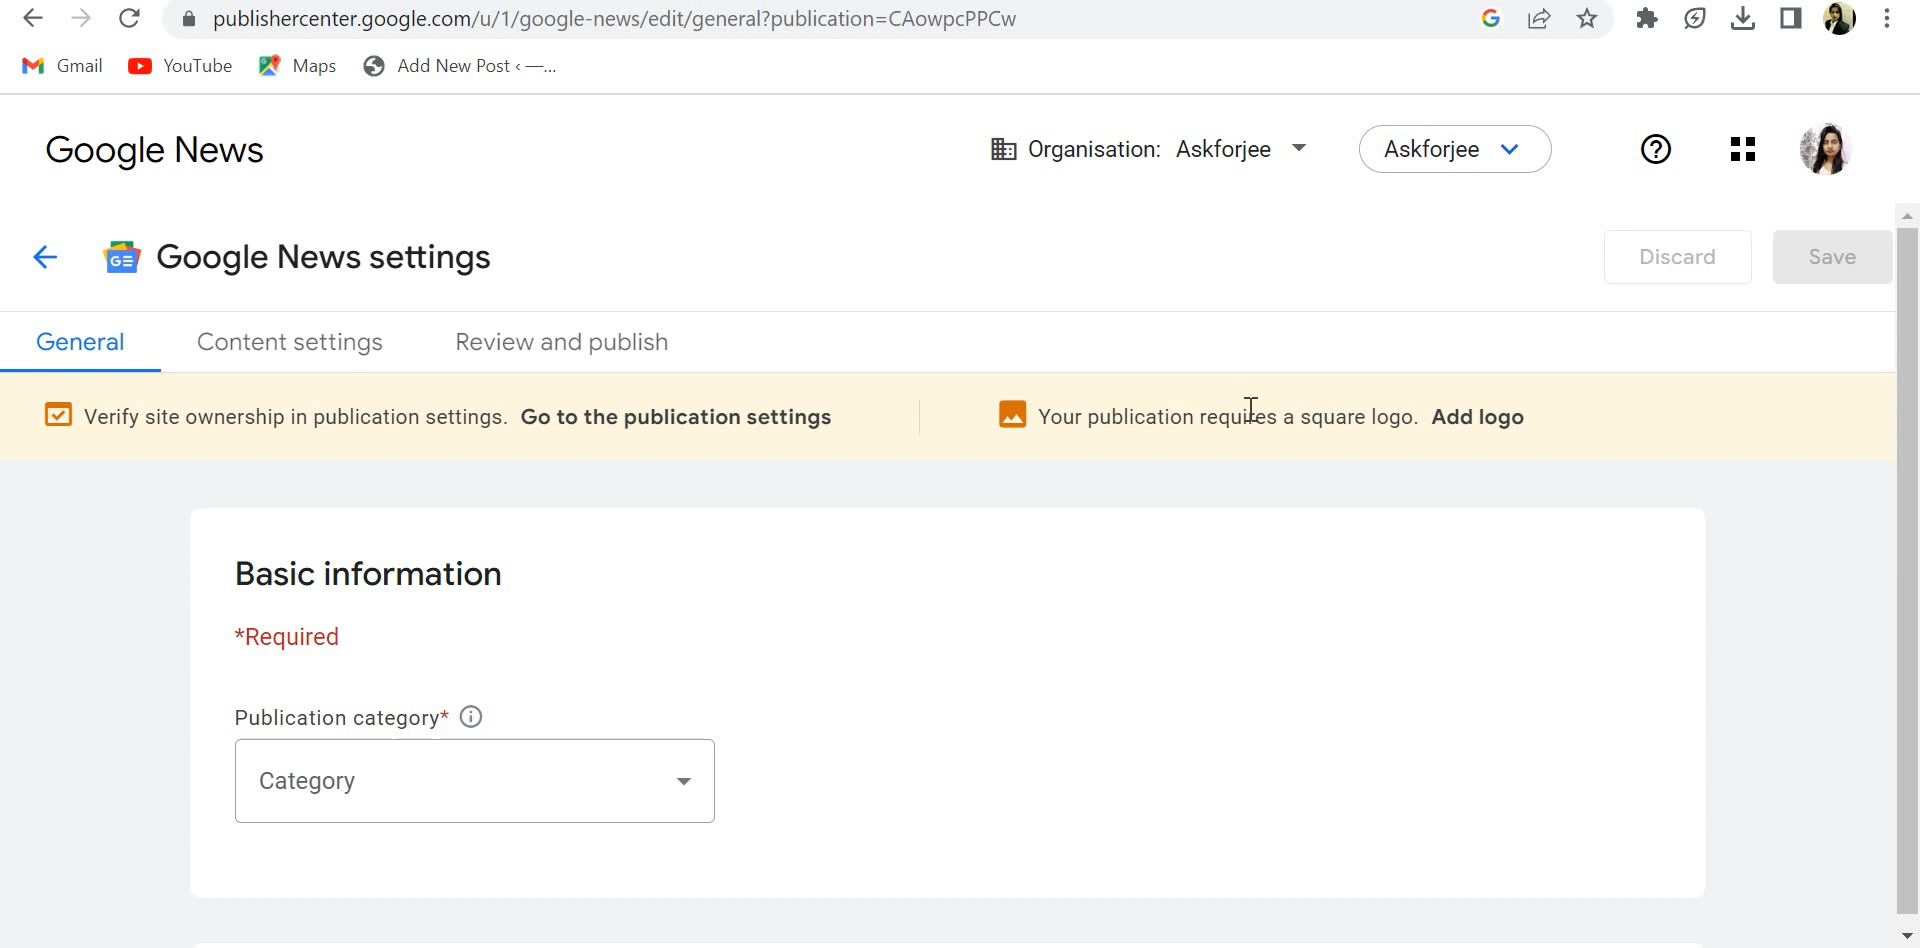 publishercenter.google.com/u/1/google-news/edit/general?publication=CAowpcPPCw
Gmail YouTube Maps Add New Post ‹ —...
Google News Organisation: Askforjee Askforjee
Google News settings Discard Save
General Content settings Review and publish
Verify site ownership in publication settings. Go to the publication settings Your publication requires a square logo. Add logo
Basic information
*Required
Publication category*
Category